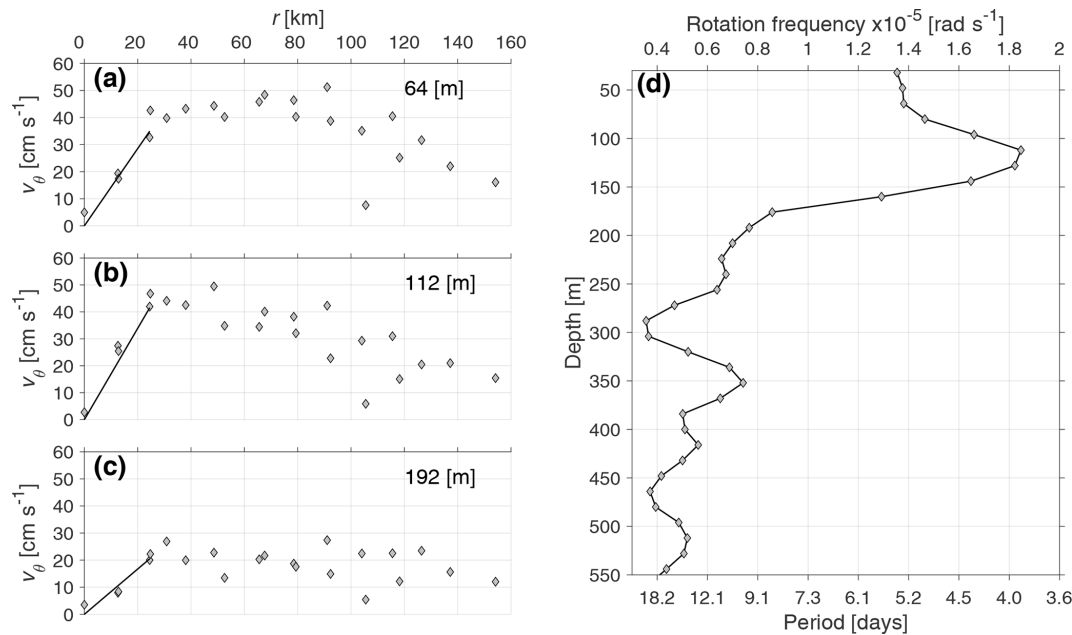 r [km]
0 20 40 60 80 100 120 140 160
(a)
64 [m]
60
50
40
30
20
10
0
vθ [cm s⁻¹]
(b)
112 [m]
60
50
40
30
20
10
0
vθ [cm s⁻¹]
(c)
192 [m]
60
50
40
30
20
10
0
vθ [cm s⁻¹]
Rotation frequency x10⁻⁵ [rad s⁻¹]
0.4 0.6 0.8 1 1.2 1.4 1.6 1.8 2
(d)
50
100
150
200
250
300
350
400
450
500
550
Depth [m]
18.2 12.1 9.1 7.3 6.1 5.2 4.5 4.0 3.6
Period [days]